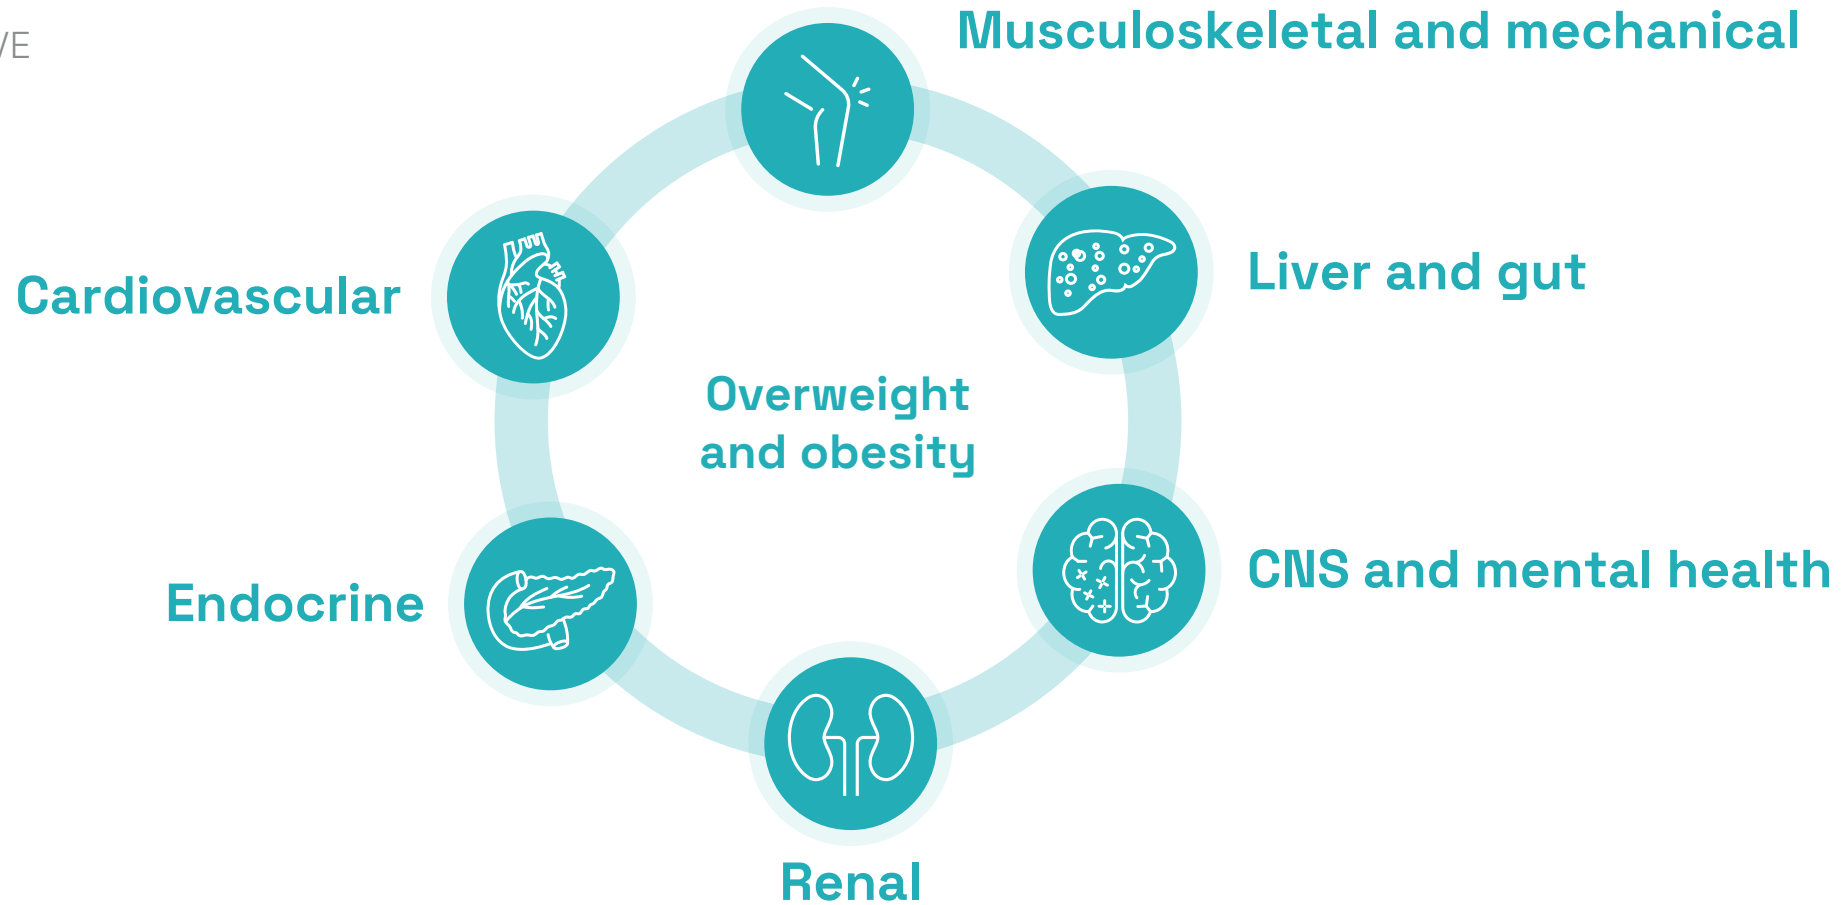 Musculoskeletal and mechanical
Cardiovascular
Liver and gut
Overweight
and obesity
CNS and mental health
Endocrine
Renal